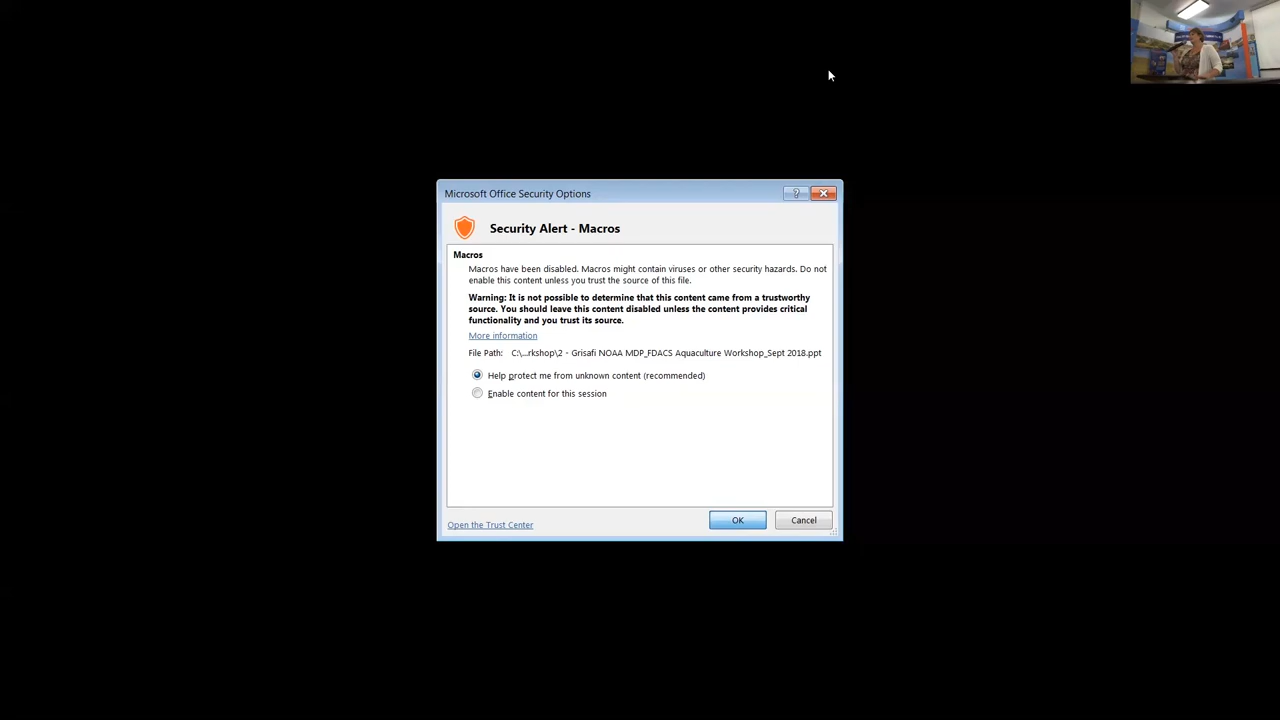 Microsoft Office Security Options
?
Security Alert - Macros
Macros
Macros have been disabled. Macros might contain viruses or other security hazards. Do not
enable this content unless you trust the source of this file.
Warning: It is not possible to determine that this content came from a trustworthy
source. You should leave this content disabled unless the content provides critical
functionality and you trust its source.
More information
File Path: C:\...rkshop\2 - Grisafi NOAA MDP_FDACS Aquaculture Workshop_Sept 2018.ppt
Help protect me from unknown content (recommended)
Enable content for this session
Open the Trust Center
OK
Cancel